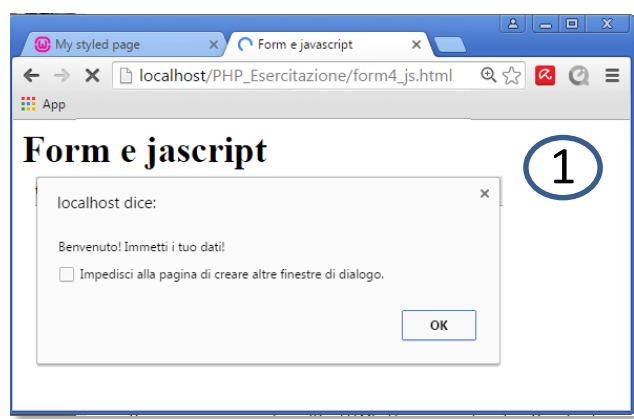 My styled page
Form e javascript
localhost/PHP_Esercitazione/form4_js.html
App
Form e jascript
1
localhost dice:
Benvenuto! Immetti i tuo dati!
Impedisci alla pagina di creare altre finestre di dialogo.
OK